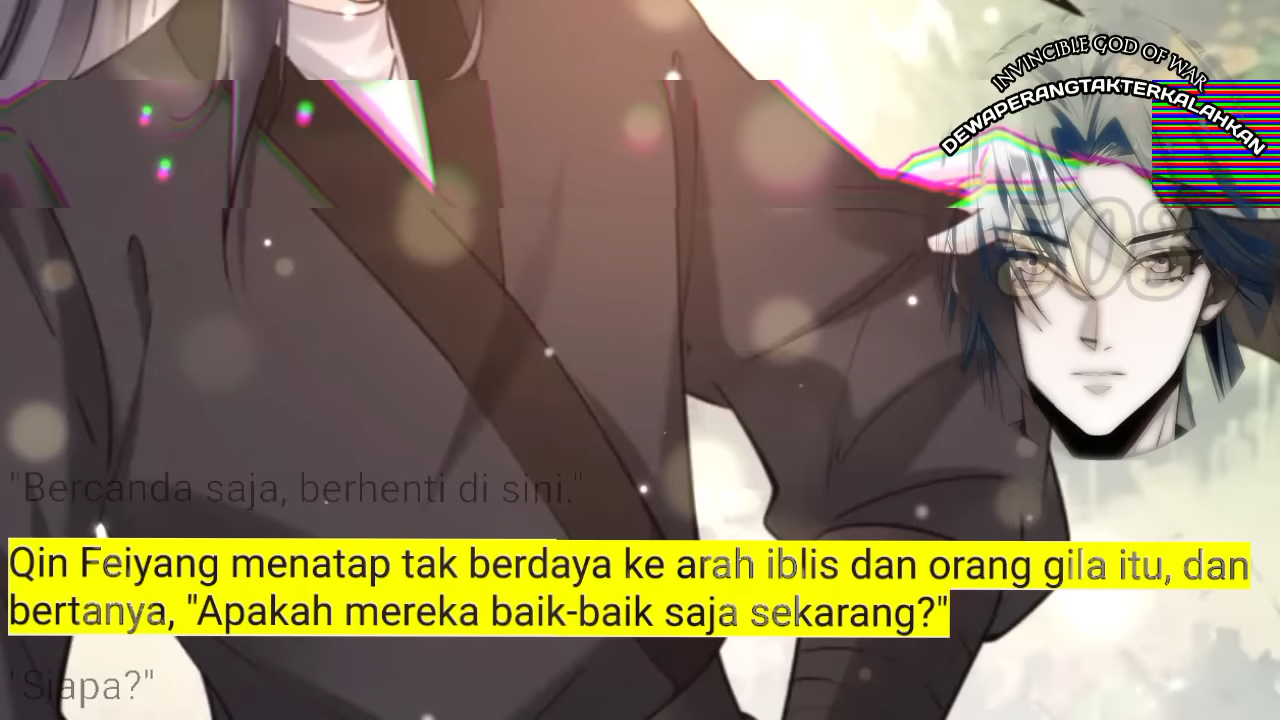 INVINCIBLE GOD OF WAR
DEWAPERANGTAKTERKALAHKAN
"Bercanda saja, berhenti di sini."
Qin Feiyang menatap tak berdaya ke arah iblis dan orang gila itu, dan
bertanya, "Apakah mereka baik-baik saja sekarang?"
"Siapa?"